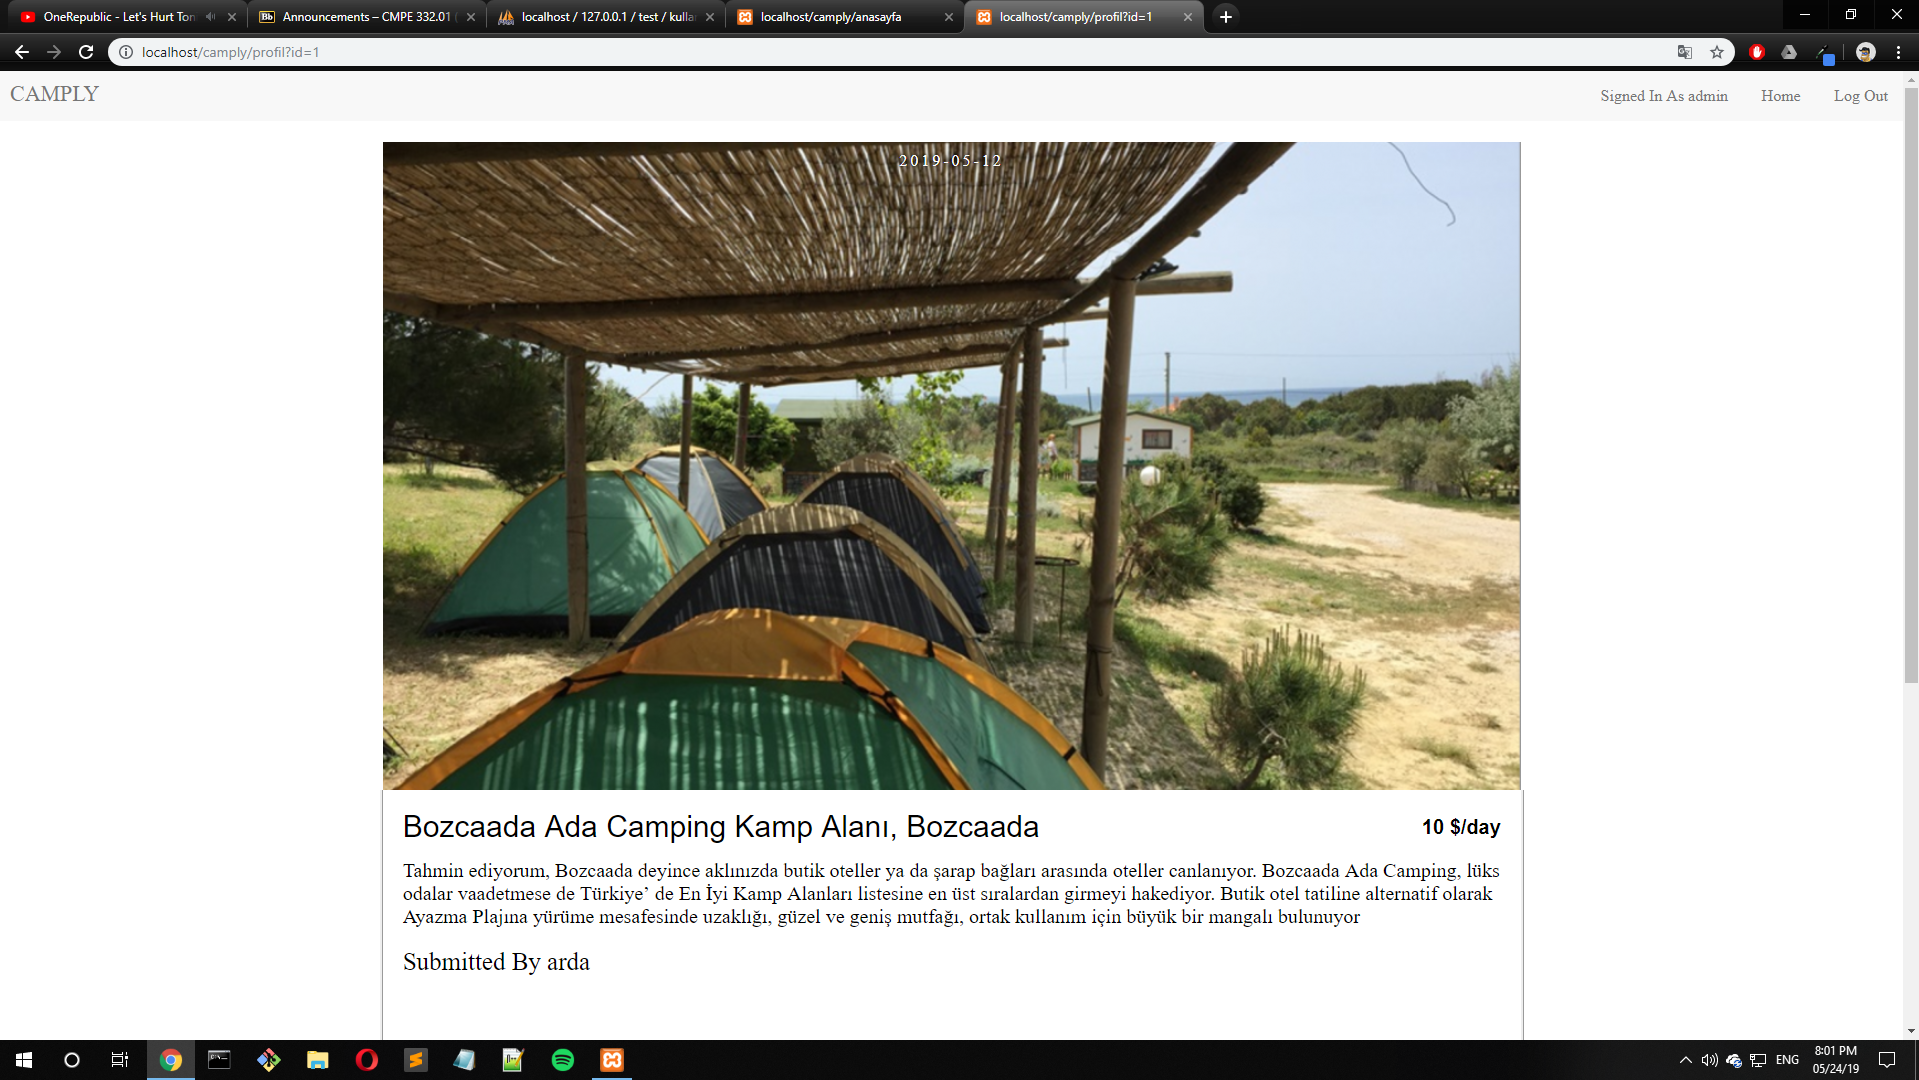 OneRepublic - Let's Hurt Ton
Announcements – CMPE 332.01 (
localhost / 127.0.0.1 / test / kulla
localhost/camply/anasayfa
localhost/camply/profil?id=1
localhost/camply/profil?id=1
CAMPLY
Signed In As admin
Home
Log Out
2019-05-12
Bozcaada Ada Camping Kamp Alanı, Bozcaada
10 $/day
Tahmin ediyorum, Bozcaada deyince aklınızda butik oteller ya da şarap bağları arasında oteller canlanıyor. Bozcaada Ada Camping, lüks
odalar vaadetmese de Türkiye’ de En İyi Kamp Alanları listesine en üst sıralardan girmeyi hakediyor. Butik otel tatiline alternatif olarak
Ayazma Plajına yürüme mesafesinde uzaklığı, güzel ve geniş mutfağı, ortak kullanım için büyük bir mangalı bulunuyor
Submitted By arda
ENG
8:01 PM
05/24/19